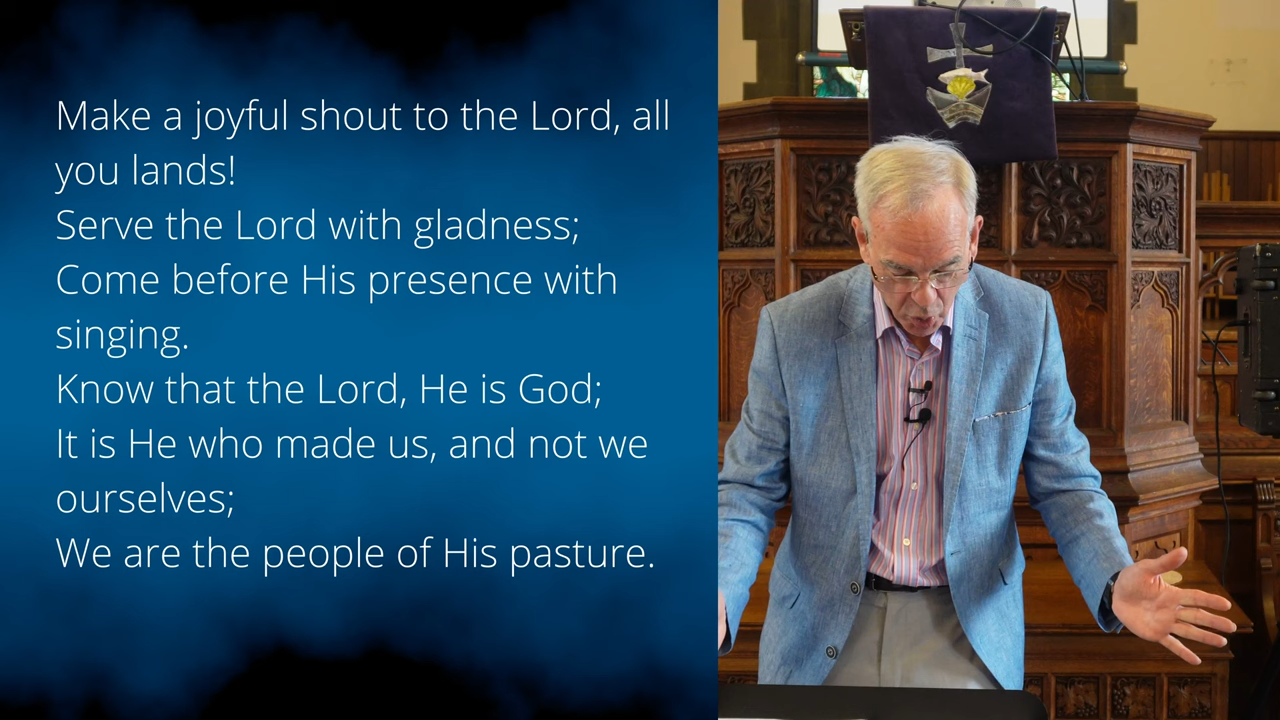 Make a joyful shout to the Lord, all
you lands!
Serve the Lord with gladness;
Come before His presence with
singing.
Know that the Lord, He is God;
It is He who made us, and not we
ourselves;
We are the people of His pasture.